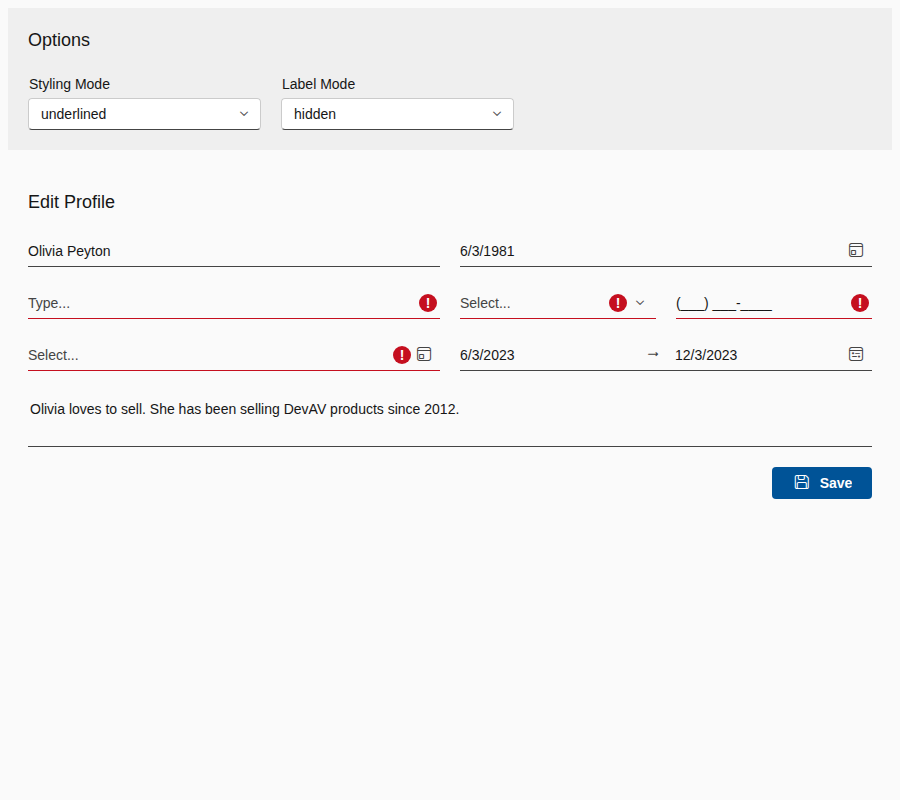 Options
Styling Mode Label Mode
underlined hidden
Edit Profile
Olivia Peyton 6/3/1981
Type... Select... (___) ___-____
Select... 6/3/2023 → 12/3/2023
Olivia loves to sell. She has been selling DevAV products since 2012.
Save